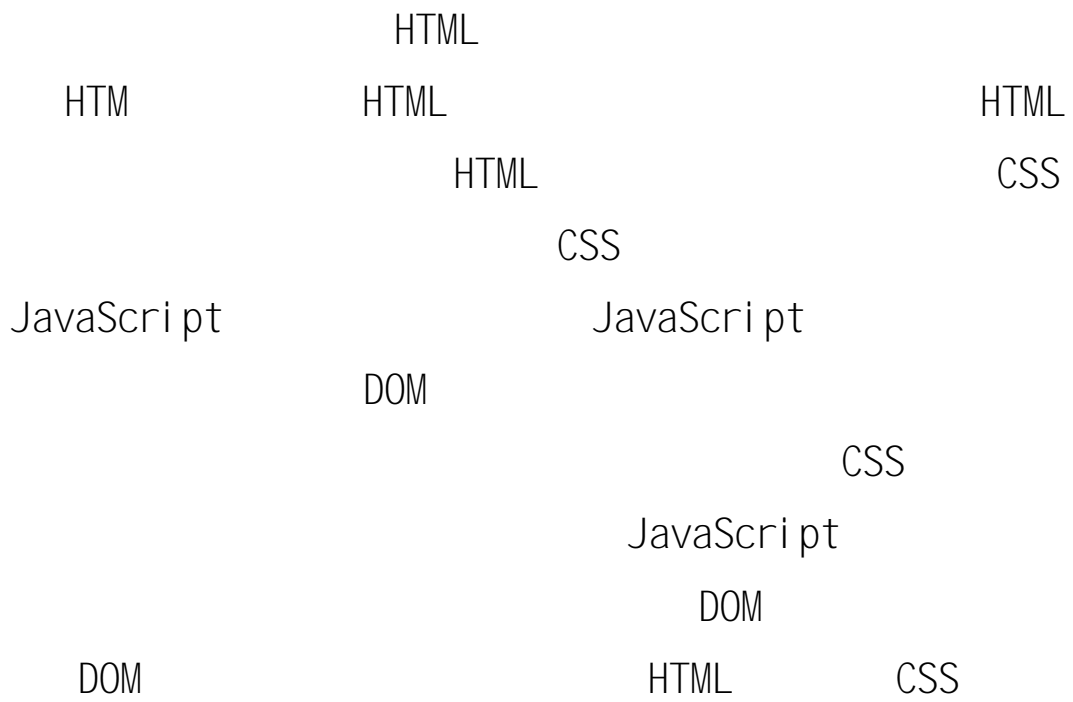 HTML
HTM HTML HTML
HTML CSS
CSS
JavaScript JavaScript
DOM
CSS
JavaScript
DOM
DOM HTML CSS